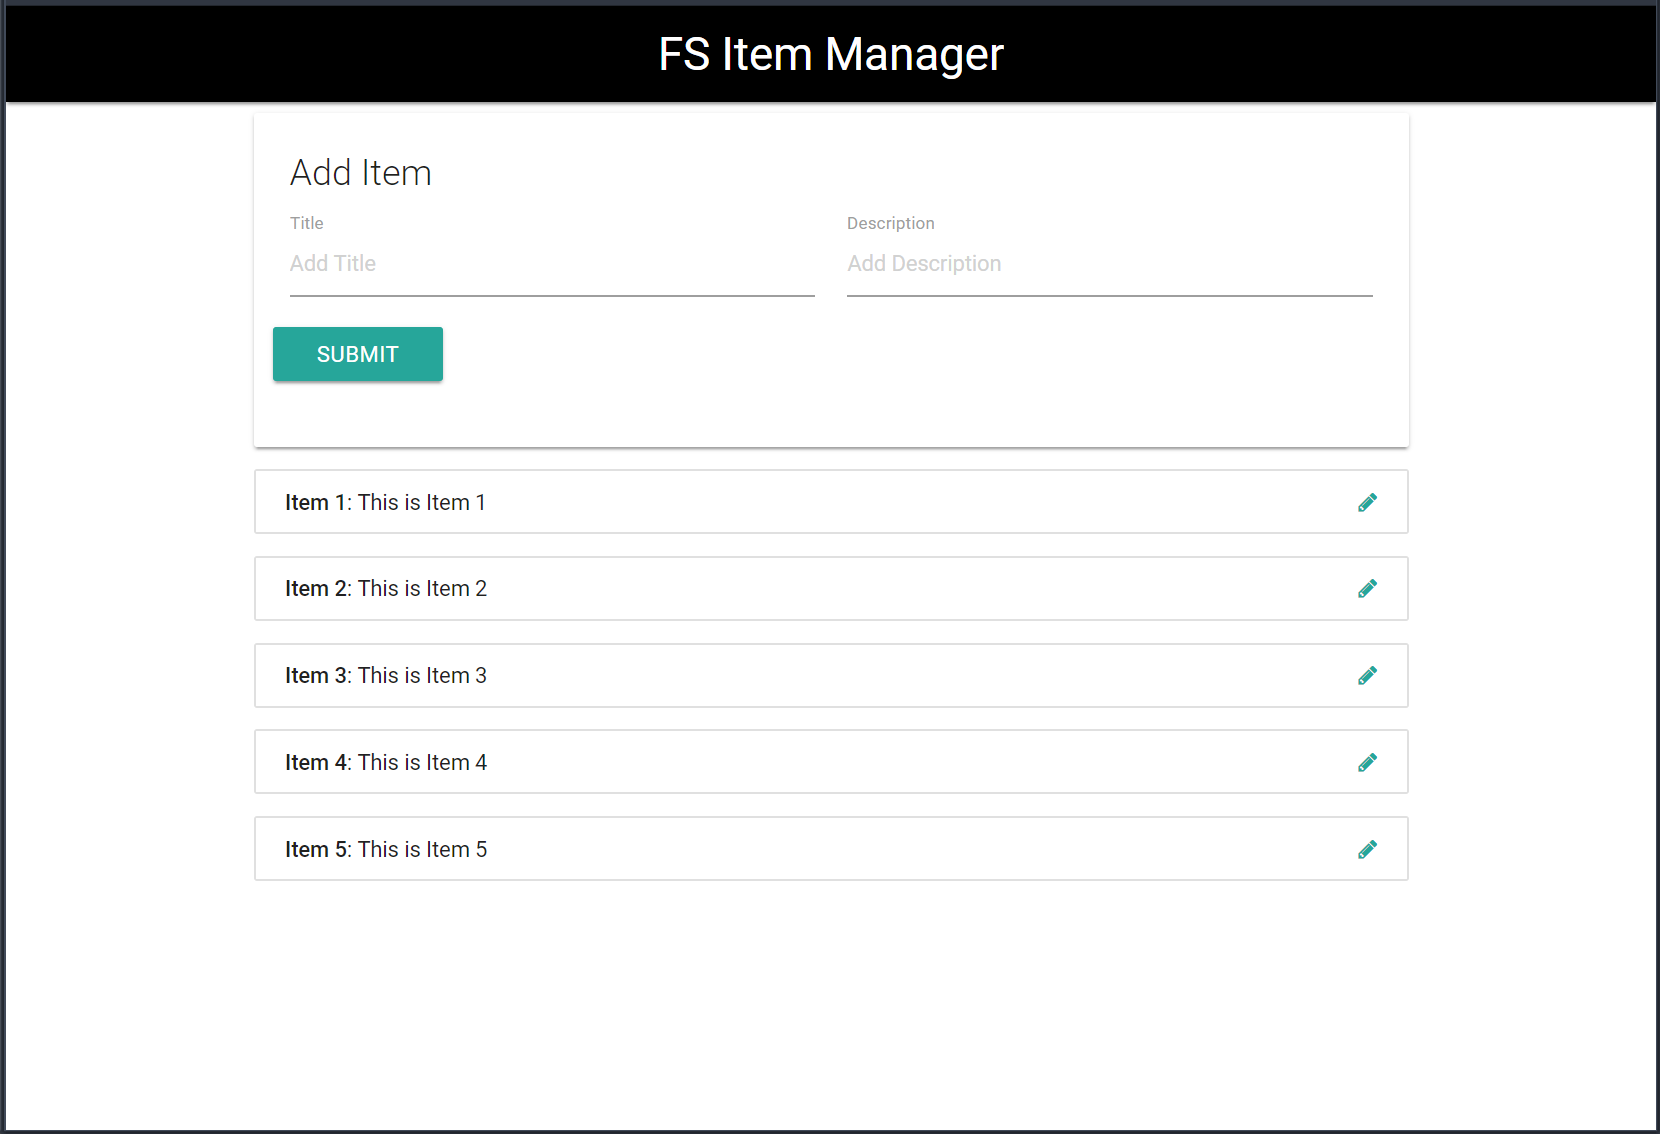 FS Item Manager
Add Item
Title
Description
Add Title
Add Description
SUBMIT
Item 1: This is Item 1
Item 2: This is Item 2
Item 3: This is Item 3
Item 4: This is Item 4
Item 5: This is Item 5